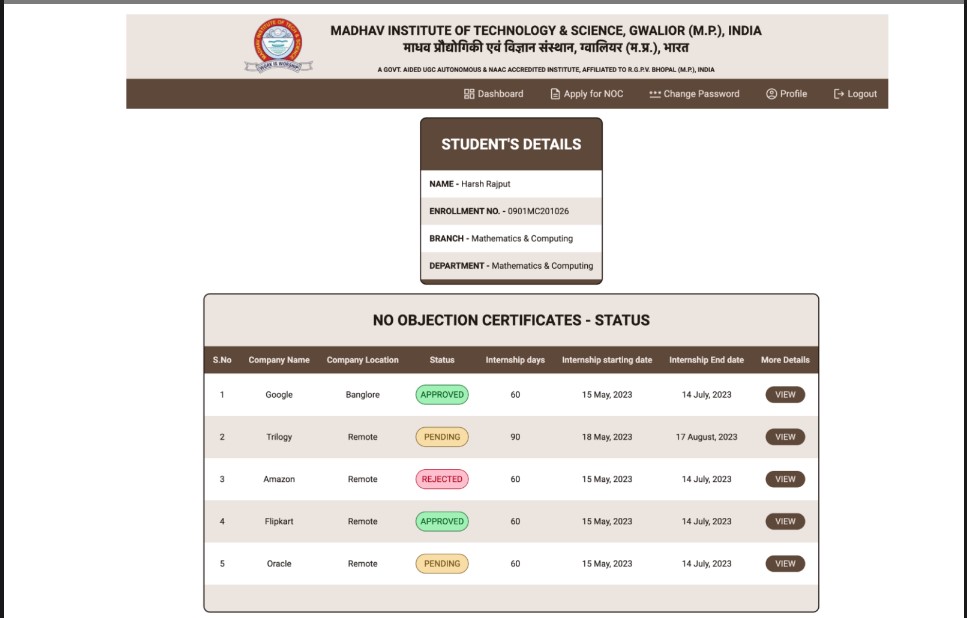 MADHAV INSTITUTE OF TECHNOLOGY & SCIENCE, GWALIOR (M.P.), INDIA
माधव प्रौद्योगिकी एवं विज्ञान संस्थान, ग्वालियर (म.प्र.), भारत
A GOVT. AIDED UGC AUTONOMOUS & NAAC ACCREDITED INSTITUTE, AFFILIATED TO R.G.P.V. BHOPAL (M.P.), INDIA
WORK IS WORSHIP
Dashboard Apply for NOC Change Password Profile Logout
STUDENT'S DETAILS
NAME - Harsh Rajput
ENROLLMENT NO. - 0901MC201026
BRANCH - Mathematics & Computing
DEPARTMENT - Mathematics & Computing
NO OBJECTION CERTIFICATES - STATUS
S.No Company Name Company Location Status Internship days Internship starting date Internship End date More Details
1 Google Banglore APPROVED 60 15 May, 2023 14 July, 2023 VIEW
2 Trilogy Remote PENDING 90 18 May, 2023 17 August, 2023 VIEW
3 Amazon Remote REJECTED 60 15 May, 2023 14 July, 2023 VIEW
4 Flipkart Remote APPROVED 60 15 May, 2023 14 July, 2023 VIEW
5 Oracle Remote PENDING 60 15 May, 2023 14 July, 2023 VIEW